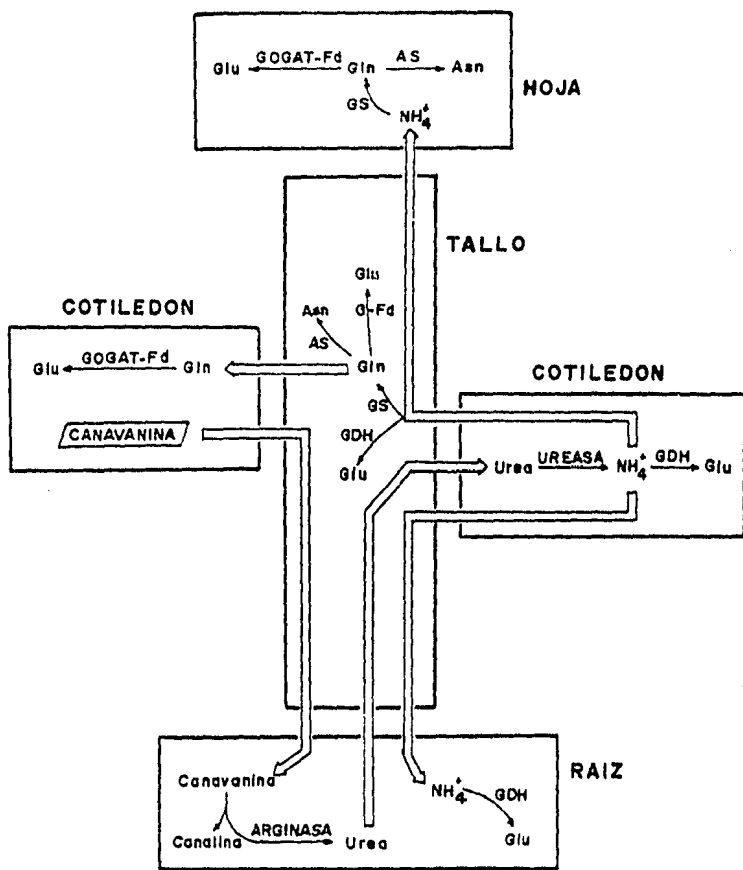 Glu GOGAT-Fd Gln AS Asn
HOJA
GS
NH₄⁺
TALLO
Glu
COTILEDON
Asn G-Fd
AS
Glu GOGAT-Fd Gln
Gln
COTILEDON
GS
CANAVANINA
GDH
Glu
Urea UREASA NH₄⁺ GDH Glu
RAIZ
Canavanina
NH₄⁺ GDH
Canalina ARGINASA Urea
Glu